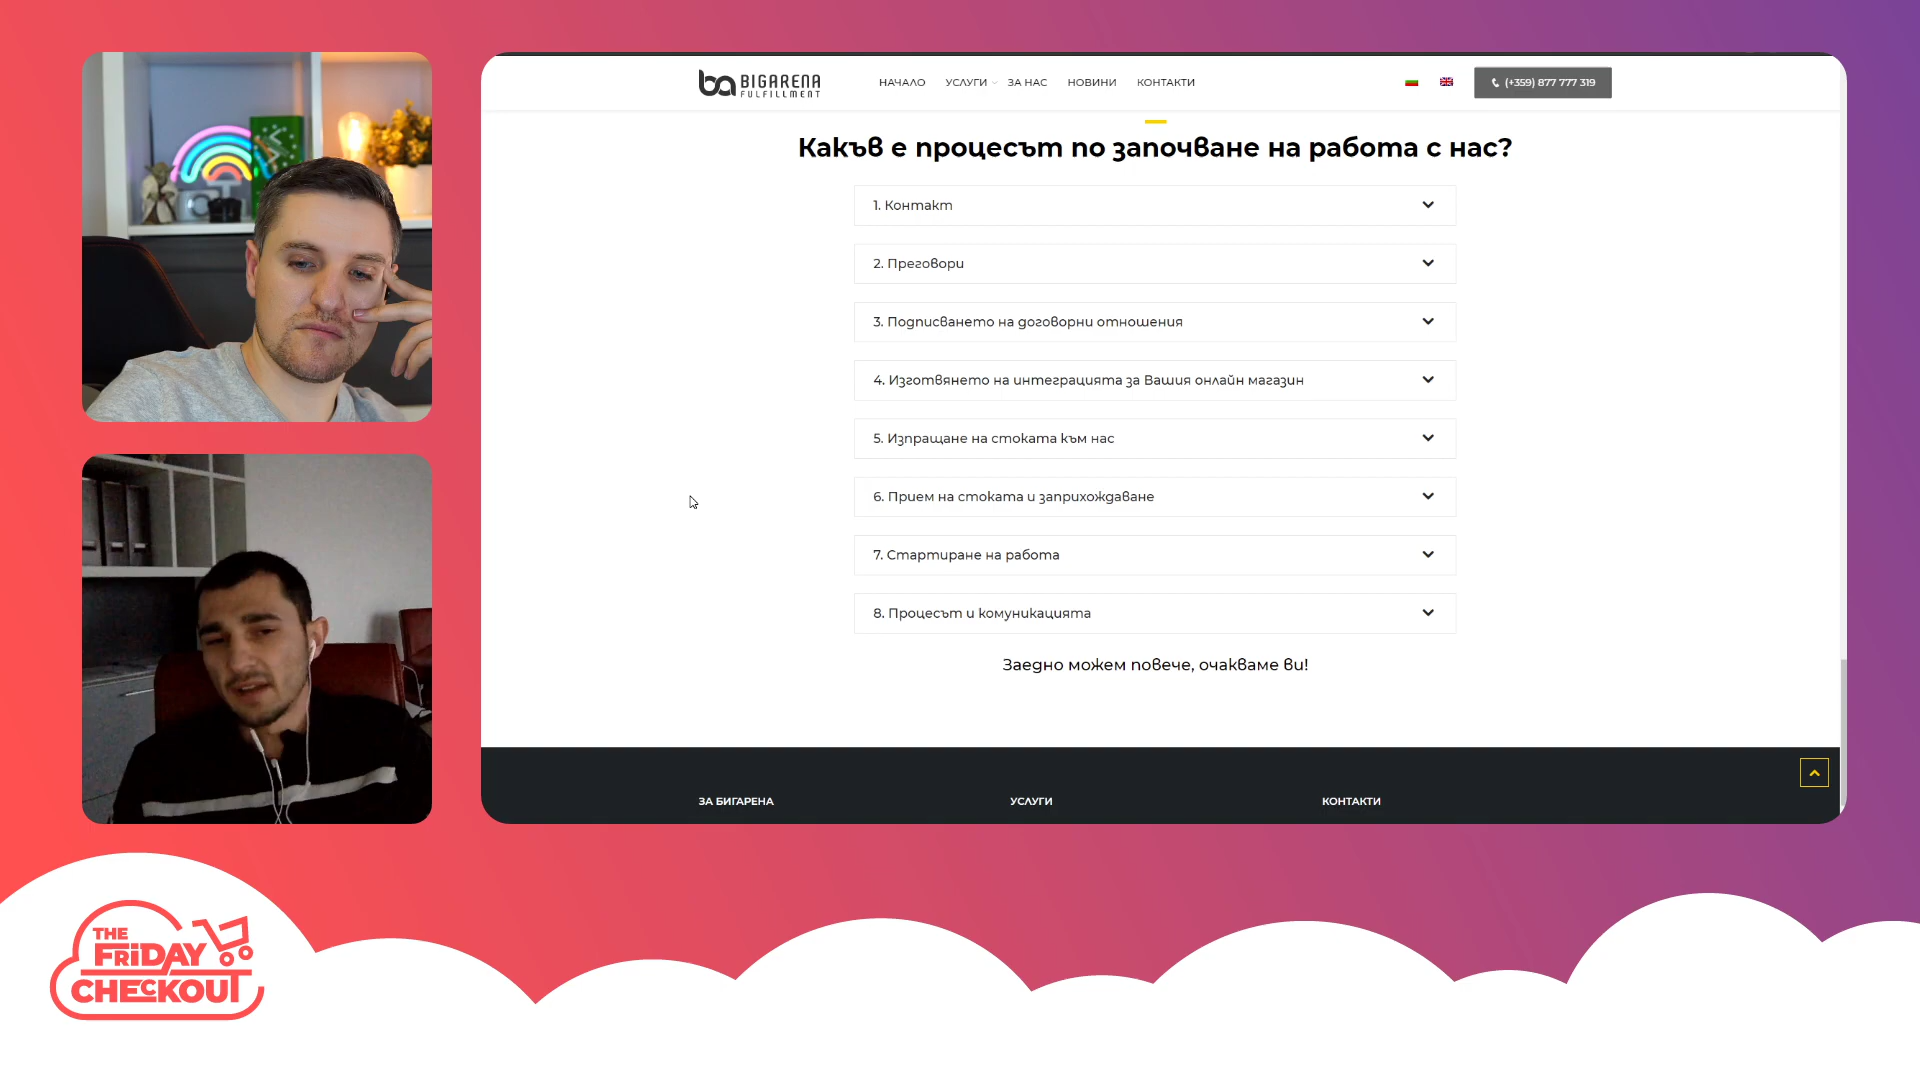 BIGARENA
FULFILLMENT
НАЧАЛО УСЛУГИ ЗА НАС НОВИНИ КОНТАКТИ
(+359) 877 777 319
Какъв е процесът по започване на работа с нас?
1. Контакт
2. Преговори
3. Подписването на договорни отношения
4. Изготвянето на интеграцията за Вашия онлайн магазин
5. Изпращане на стоката към нас
6. Прием на стоката и заприхождаване
7. Стартиране на работа
8. Процесът и комуникацията
Заедно можем повече, очакваме ви!
ЗА БИГАРЕНА УСЛУГИ КОНТАКТИ
THE
FRIDAY
CHECKOUT